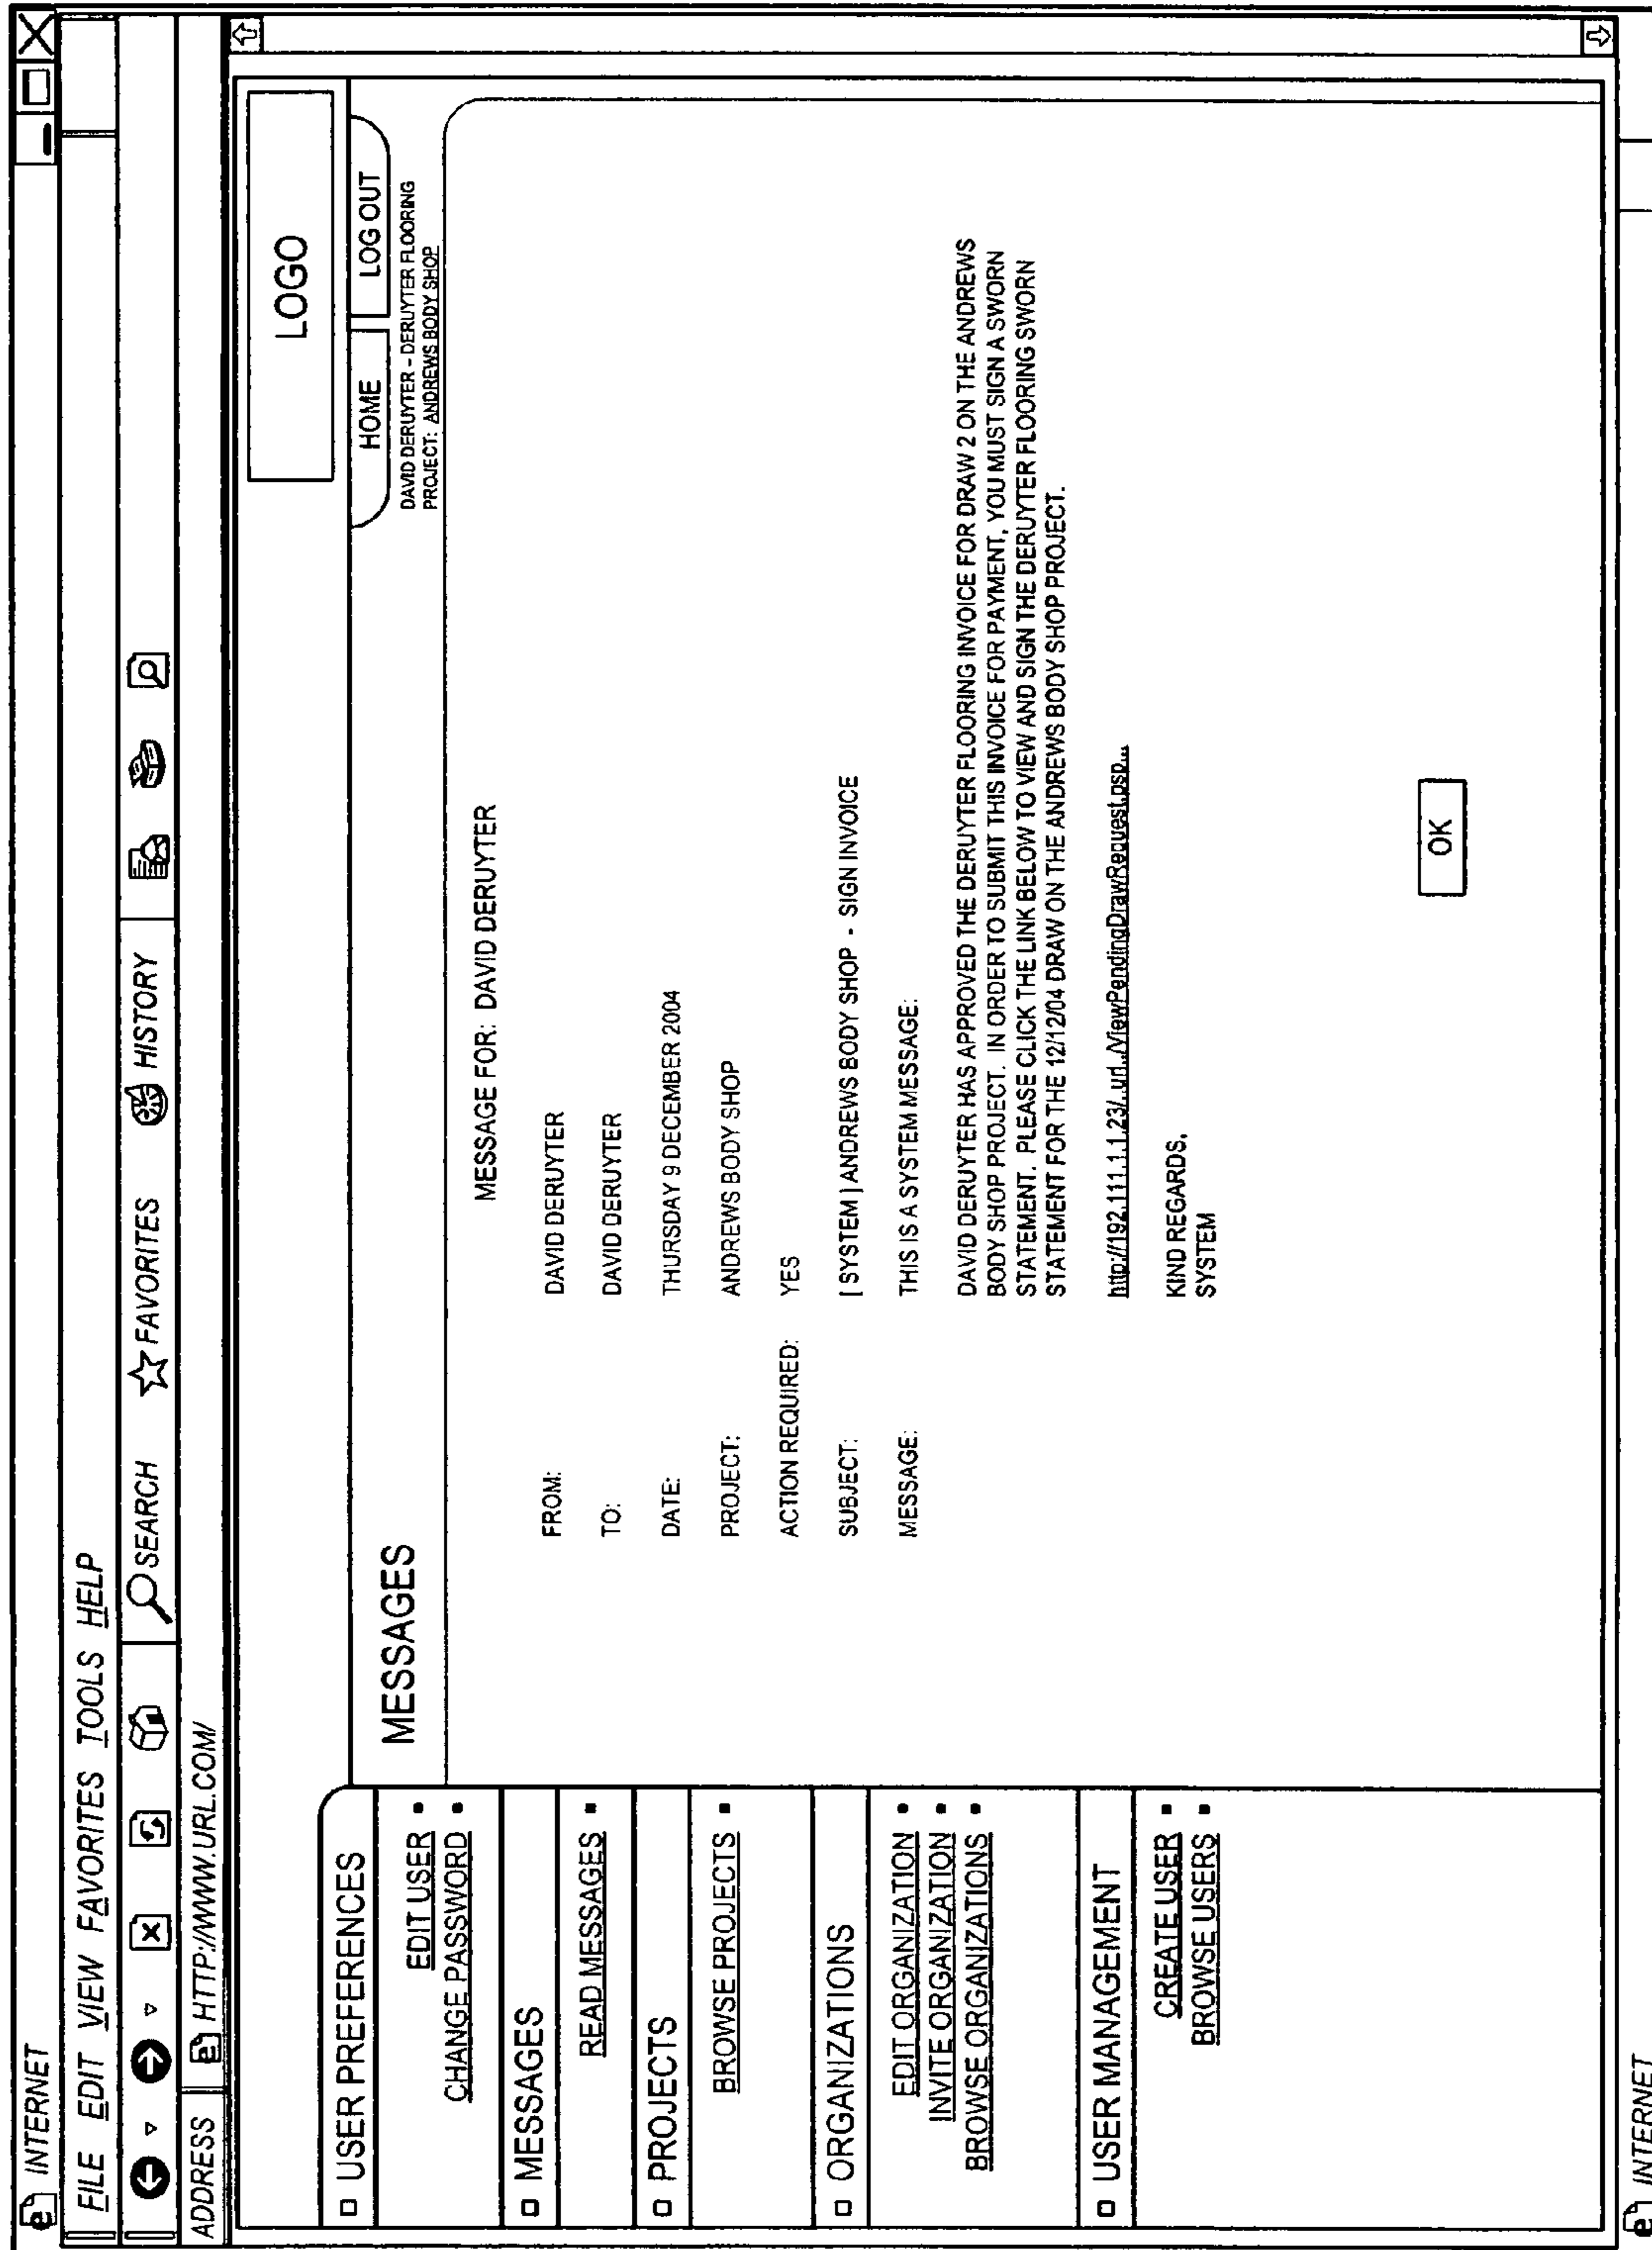 INTERNET
FILE EDIT VIEW FAVORITES TOOLS HELP
SEARCH FAVORITES HISTORY
ADDRESS HTTP://WWW.URL.COM/
LOGO
HOME LOG OUT
DAVID DERUYTER - DERUYTER FLOORING
PROJECT: ANDREWS BODY SHOP
USER PREFERENCES
EDIT USER
CHANGE PASSWORD
MESSAGES
READ MESSAGES
PROJECTS
BROWSE PROJECTS
ORGANIZATIONS
EDIT ORGANIZATION
INVITE ORGANIZATION
BROWSE ORGANIZATIONS
USER MANAGEMENT
CREATE USER
BROWSE USERS
MESSAGES
MESSAGE FOR: DAVID DERUYTER
FROM: DAVID DERUYTER
TO: DAVID DERUYTER
DATE: THURSDAY 9 DECEMBER 2004
PROJECT: ANDREWS BODY SHOP
ACTION REQUIRED: YES
SUBJECT: [ SYSTEM ] ANDREWS BODY SHOP - SIGN INVOICE
MESSAGE: THIS IS A SYSTEM MESSAGE:
DAVID DERUYTER HAS APPROVED THE DERUYTER FLOORING INVOICE FOR DRAW 2 ON THE ANDREWS
BODY SHOP PROJECT. IN ORDER TO SUBMIT THIS INVOICE FOR PAYMENT, YOU MUST SIGN A SWORN
STATEMENT. PLEASE CLICK THE LINK BELOW TO VIEW AND SIGN THE DERUYTER FLOORING SWORN
STATEMENT FOR THE 12/12/04 DRAW ON THE ANDREWS BODY SHOP PROJECT.
http://192.111.1.23/..url../ViewPendingDrawRequest.psp...
KIND REGARDS,
SYSTEM
OK
INTERNET